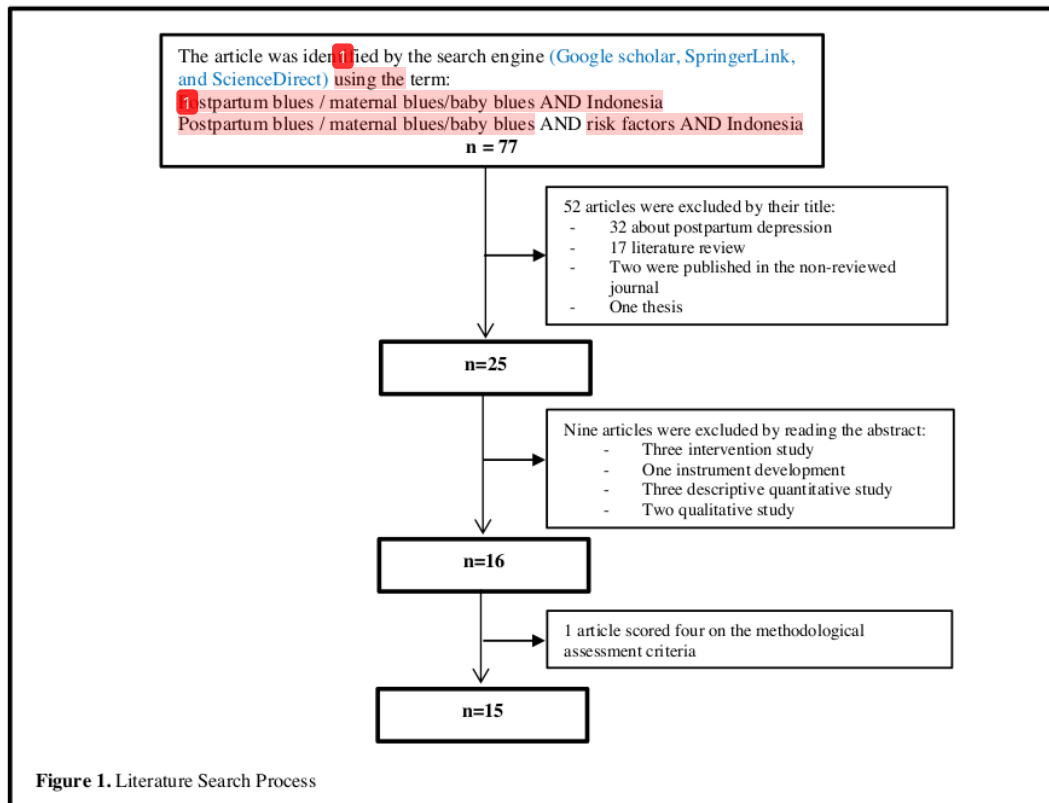 The article was identified by the search engine (Google scholar, SpringerLink,
and ScienceDirect) using the term:
1
1
Postpartum blues / maternal blues/baby blues AND Indonesia
Postpartum blues / maternal blues/baby blues AND risk factors AND Indonesia
n = 77
52 articles were excluded by their title:
- 32 about postpartum depression
- 17 literature review
- Two were published in the non-reviewed
journal
- One thesis
n=25
Nine articles were excluded by reading the abstract:
- Three intervention study
- One instrument development
- Three descriptive quantitative study
- Two qualitative study
n=16
1 article scored four on the methodological
assessment criteria
n=15
Figure 1. Literature Search Process